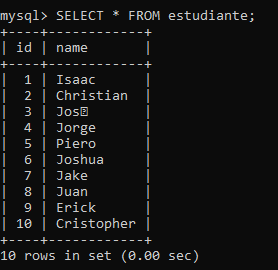 mysql> SELECT * FROM estudiante;
+----+------------+
| id | name       |
+----+------------+
|  1 | Isaac      |
|  2 | Christian  |
|  3 | Jos�       |
|  4 | Jorge      |
|  5 | Piero      |
|  6 | Joshua     |
|  7 | Jake       |
|  8 | Juan       |
|  9 | Erick      |
| 10 | Cristopher |
+----+------------+
10 rows in set (0.00 sec)